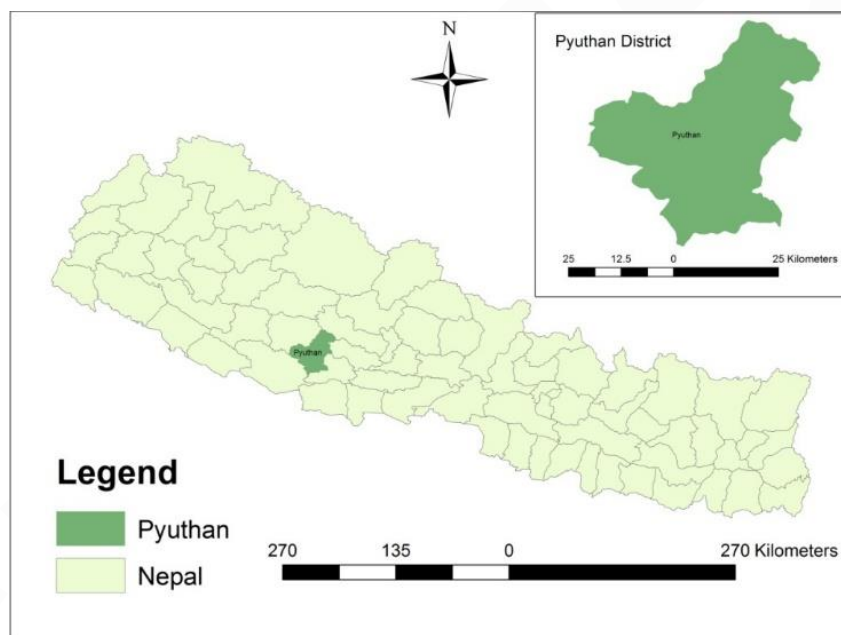 N
Pyuthan District
Pyuthan
25 12.5 0 25 Kilometers
Pyuthan
Legend
Pyuthan
Nepal
270 135 0 270 Kilometers